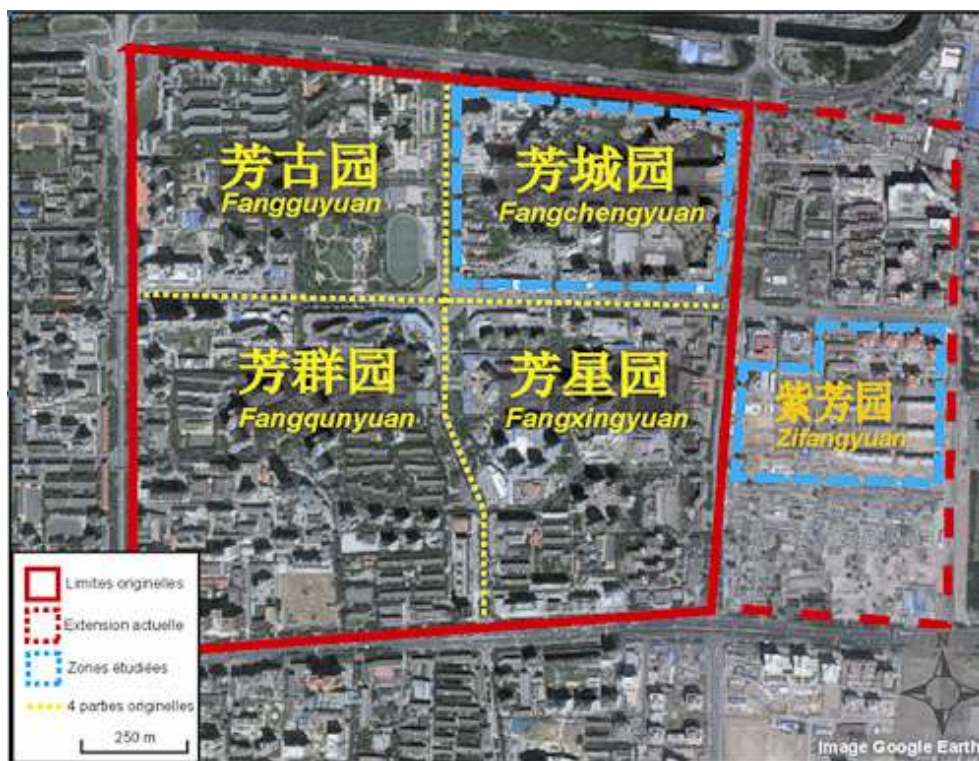 芳古园
Fangguyuan
芳城园
Fangchengyuan
芳群园
Fangqunyuan
芳星园
Fangxingyuan
紫芳园
Zifangyuan
Limites originelles
Extension actuelle
Zones étudiées
4 parties originelles
250 m
Image Google Earth